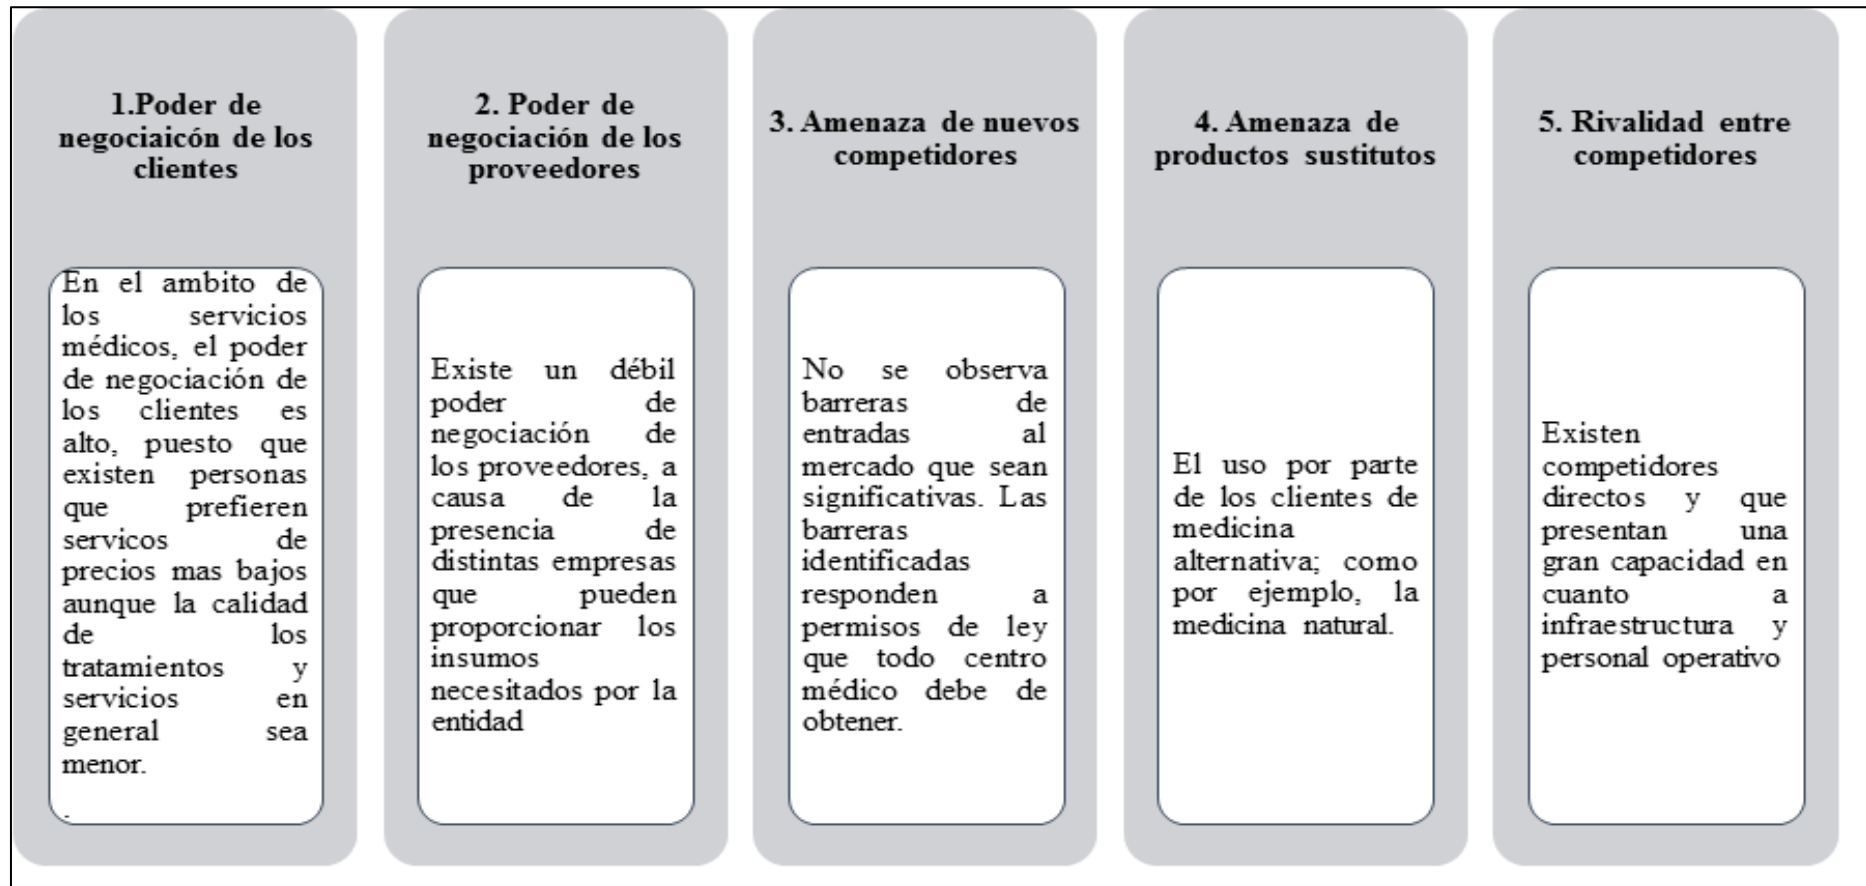 1.Poder de
negociaicón de los
clientes
En el ambito de
los servicios
médicos, el poder
de negociación de
los clientes es
alto, puesto que
existen personas
que prefieren
servicos de
precios mas bajos
aunque la calidad
de los
tratamientos y
servicios en
general sea
menor.
.
2. Poder de
negociación de los
proveedores
Existe un débil
poder de
negociación de
los proveedores, a
causa de la
presencia de
distintas empresas
que pueden
proporcionar los
insumos
necesitados por la
entidad
3. Amenaza de nuevos
competidores
No se observa
barreras de
entradas al
mercado que sean
significativas. Las
barreras
identificadas
responden a
permisos de ley
que todo centro
médico debe de
obtener.
4. Amenaza de
productos sustitutos
El uso por parte
de los clientes de
medicina
alternativa; como
por ejemplo, la
medicina natural.
5. Rivalidad entre
competidores
Existen
competidores
directos y que
presentan una
gran capacidad en
cuanto a
infraestructura y
personal operativo